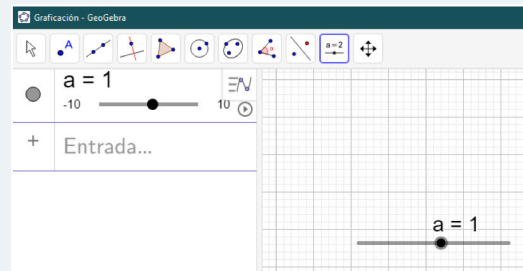 Graficación - GeoGebra
A
a=2
a = 1
-10 10
Entrada...
a = 1